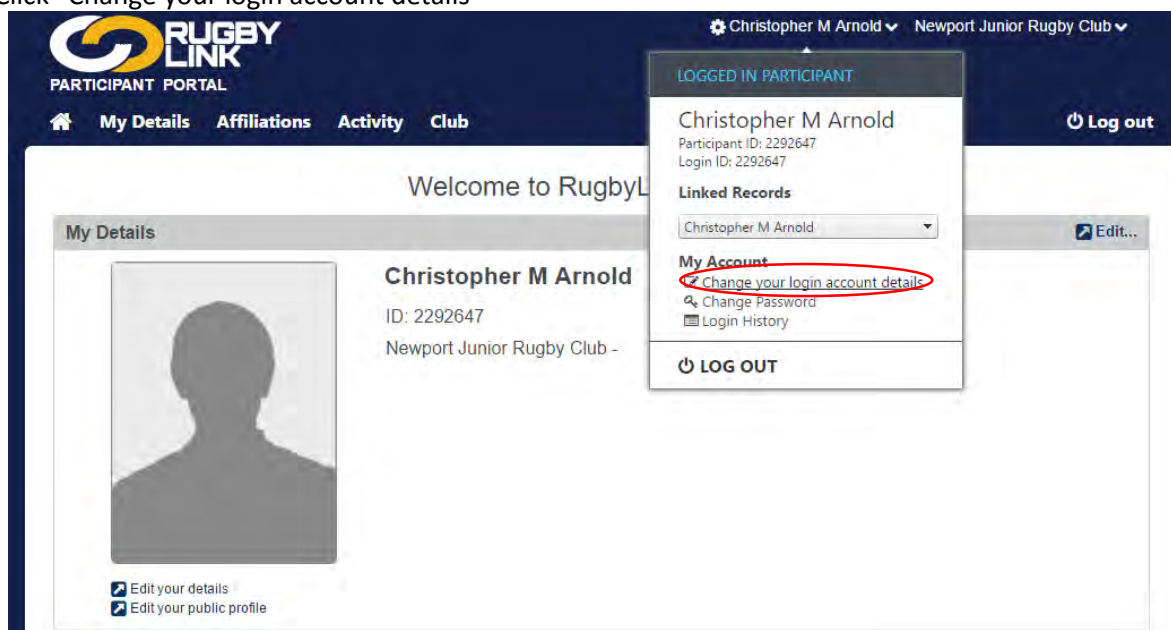 Click "Change your login account details"
RUGBY
LINK
PARTICIPANT PORTAL
Christopher M Arnold Newport Junior Rugby Club
My Details Affiliations Activity Club
Log out
LOGGED IN PARTICIPANT
Christopher M Arnold
Participant ID: 2292647
Login ID: 2292647
Linked Records
Christopher M Arnold
My Account
Change your login account details
Change Password
Login History
LOG OUT
Welcome to RugbyL
My Details
Edit...
Christopher M Arnold
ID: 2292647
Newport Junior Rugby Club -
Edit your details
Edit your public profile